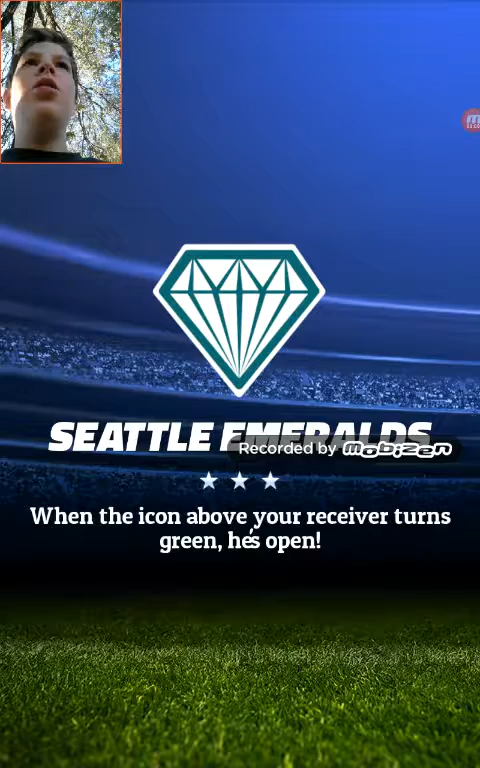 SEATTLE EMERALDS
Recorded by Mobizen
When the icon above your receiver turns
green, he's open!